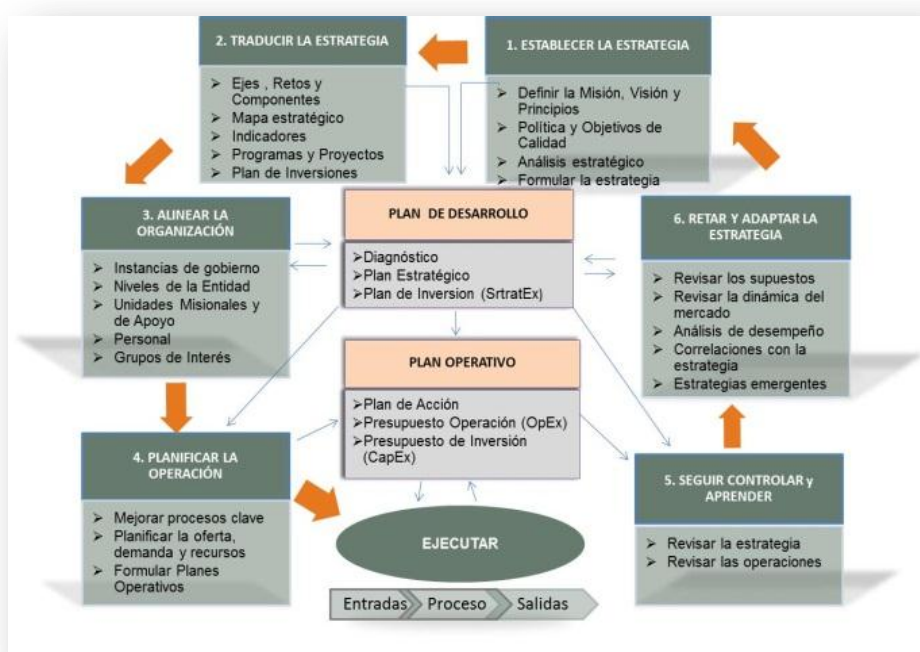 2. TRADUCIR LA ESTRATEGIA
➢ Ejes , Retos y
Componentes
➢ Mapa estratégico
➢ Indicadores
➢ Programas y Proyectos
➢ Plan de Inversiones
1. ESTABLECER LA ESTRATEGIA
➢ Definir la Misión, Visión y
Principios
➢ Política y Objetivos de
Calidad
➢ Análisis estratégico
➢ Formular la estrategia
3. ALINEAR LA
ORGANIZACIÓN
➢ Instancias de gobierno
➢ Niveles de la Entidad
➢ Unidades Misionales y
de Apoyo
➢ Personal
➢ Grupos de Interés
PLAN DE DESARROLLO
➢Diagnóstico
➢Plan Estratégico
➢Plan de Inversion (SrtratEx)
6. RETAR Y ADAPTAR LA
ESTRATEGIA
➢ Revisar los supuestos
➢ Revisar la dinámica del
mercado
➢ Análisis de desempeño
➢ Correlaciones con la
estrategia
➢ Estrategias emergentes
PLAN OPERATIVO
➢Plan de Acción
➢Presupuesto Operación (OpEx)
➢Presupuesto de Inversión
(CapEx)
4. PLANIFICAR LA
OPERACIÓN
➢ Mejorar procesos clave
➢ Planificar la oferta,
demanda y recursos
➢ Formular Planes
Operativos
5. SEGUIR CONTROLAR y
APRENDER
➢ Revisar la estrategia
➢ Revisar las operaciones
EJECUTAR
Entradas Proceso Salidas